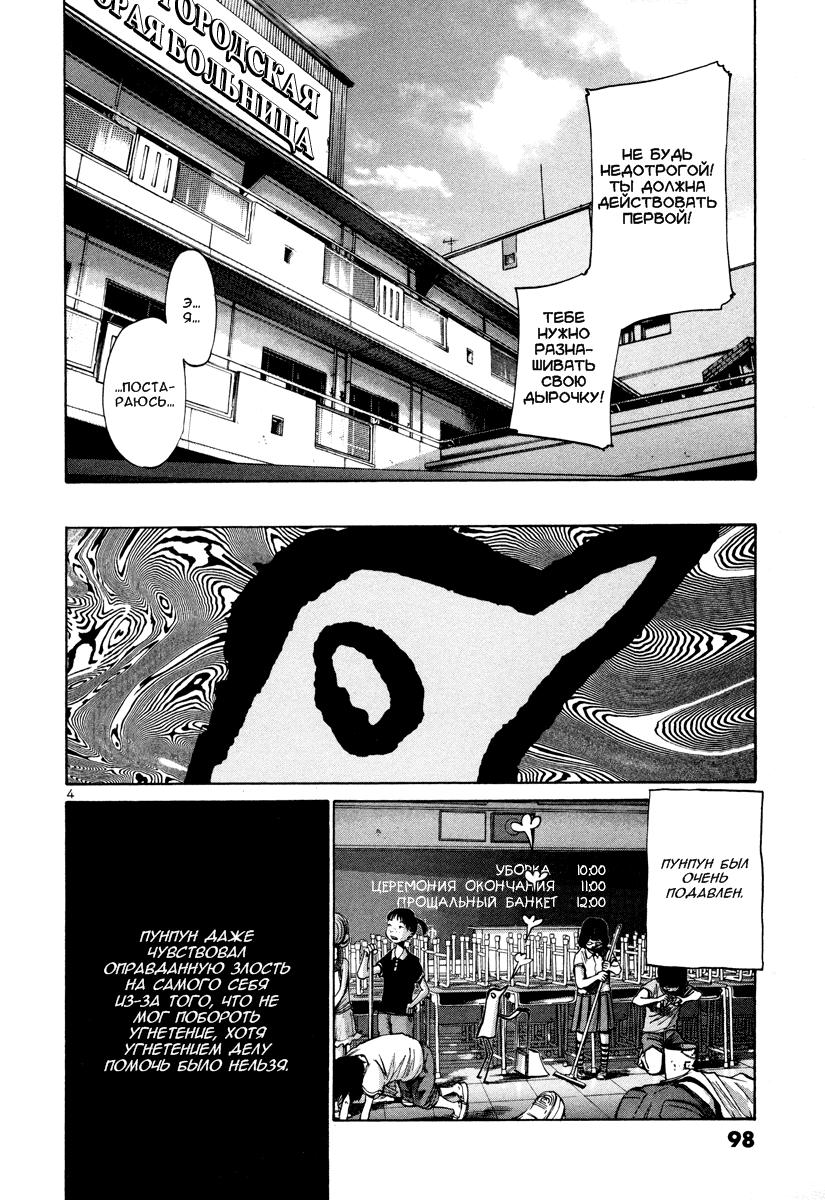 ГОРОДСКАЯ
БОЛЬНИЦА
НЕ БУДЬ
НЕДОТРОГОЙ!
ТЫ ДОЛЖНА
ДЕЙСТВОВАТЬ
ПЕРВОЙ!
ТЕБЕ
НУЖНО
РАЗНА-
ШИВАТЬ
СВОЮ
ДЫРОЧКУ!
Э...
Я...
...ПОСТА-
РАЮСЬ...
4
ПУНПУН БЫЛ
ОЧЕНЬ
ПОДАВЛЕН.
УБОРКА 10:00
ЦЕРЕМОНИЯ ОКОНЧАНИЯ 11:00
ПРОЩАЛЬНЫЙ БАНКЕТ 12:00
ПУНПУН ДАЖЕ
ЧУВСТВОВАЛ
ОПРАВДАННУЮ ЗЛОСТЬ
НА САМОГО СЕБЯ
ИЗ-ЗА ТОГО, ЧТО НЕ
МОГ ПОБОРОТЬ
УГНЕТЕНИЕ, ХОТЯ
УГНЕТЕНИЕМ ДЕЛУ
ПОМОЧЬ БЫЛО НЕЛЬЗЯ.
98